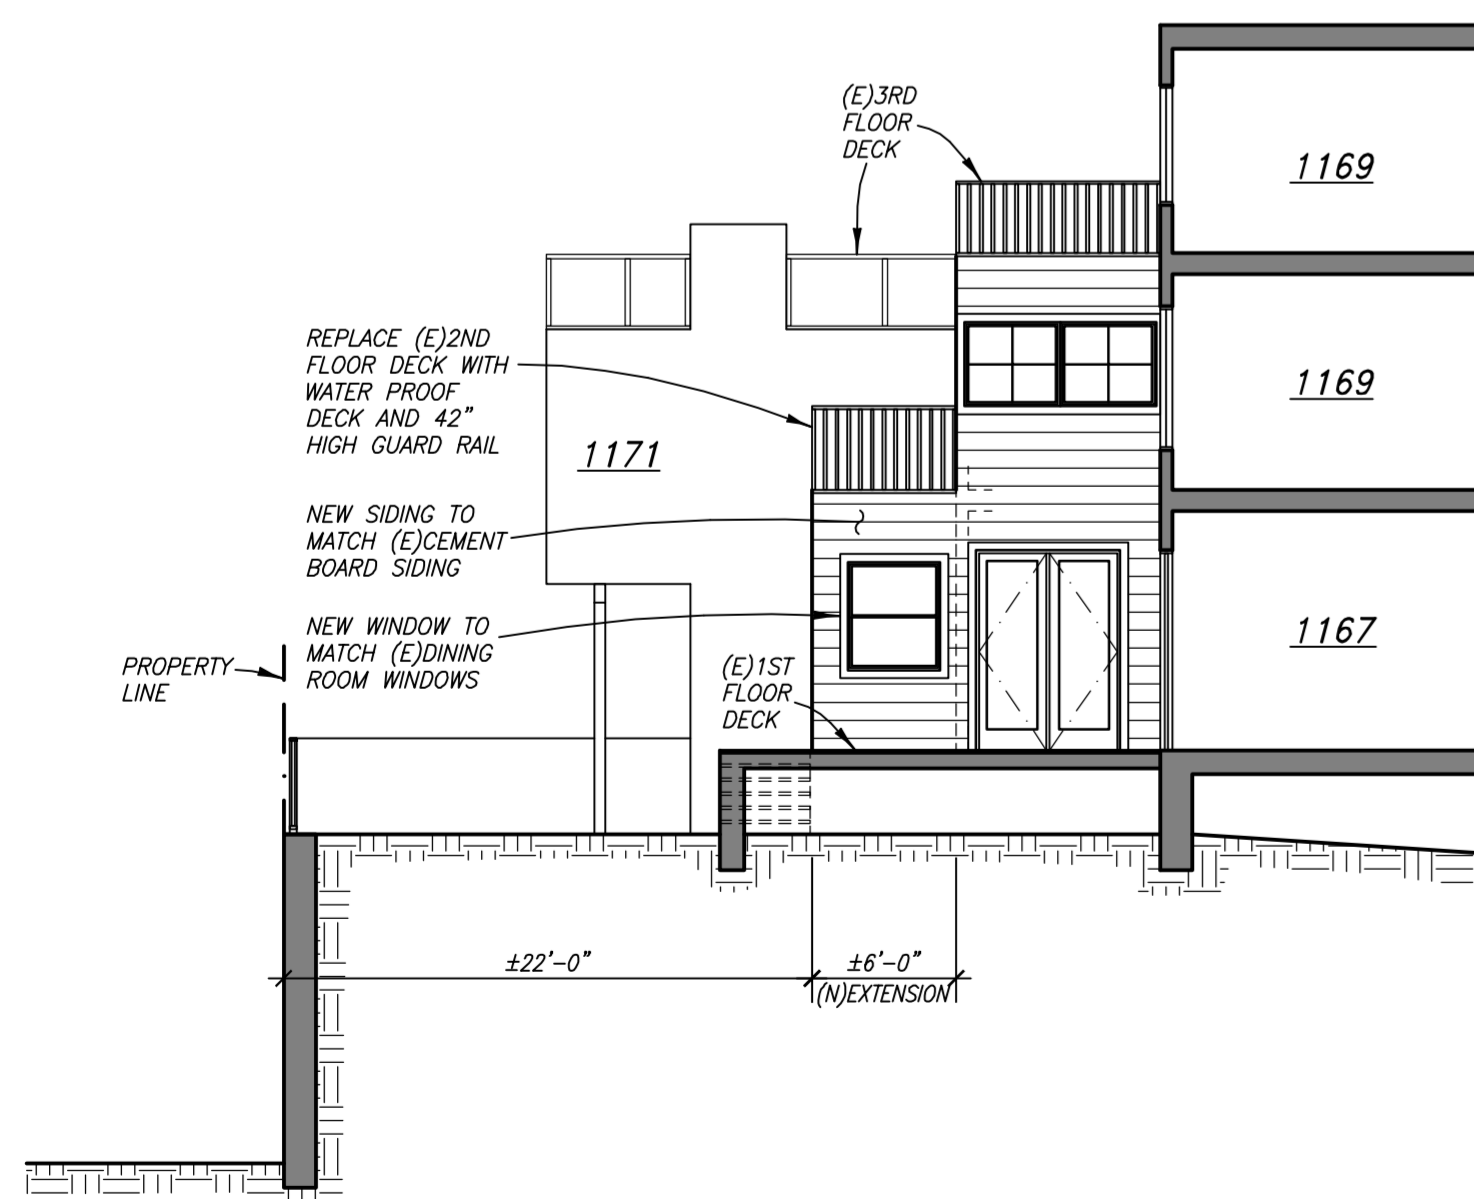 (E)3RD
FLOOR
DECK
1169
REPLACE (E)2ND
FLOOR DECK WITH
WATER PROOF
DECK AND 42”
HIGH GUARD RAIL
1171
1169
NEW SIDING TO
MATCH (E)CEMENT
BOARD SIDING
NEW WINDOW TO
MATCH (E)DINING
ROOM WINDOWS
1167
PROPERTY
LINE
(E)1ST
FLOOR
DECK
±22’-0”
±6’-0”
(N)EXTENSION